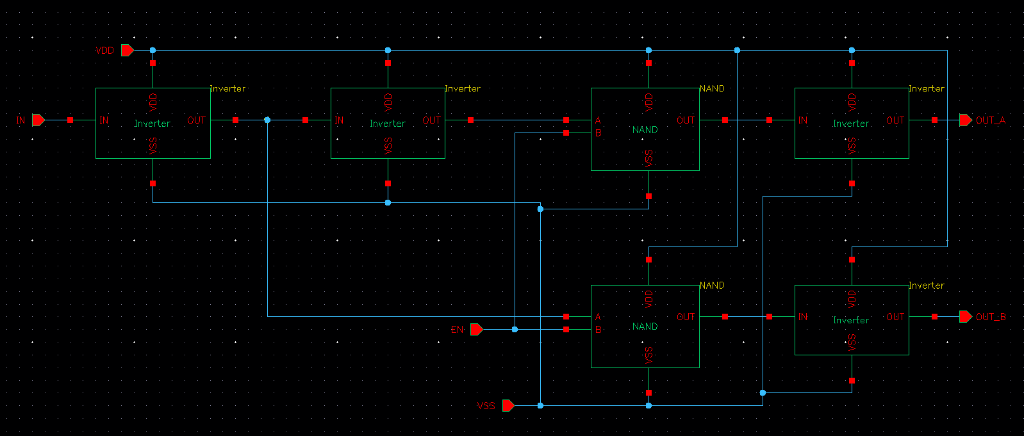 VDD
Inverter Inverter NAND Inverter
VDD VDD VDD VDD
IN IN Inverter OUT IN Inverter OUT A NAND OUT IN Inverter OUT OUT_A
B
VSS VSS VSS VSS
NAND Inverter
VDD VDD
A OUT IN Inverter OUT OUT_B
EN B NAND
VSS VSS
VSS